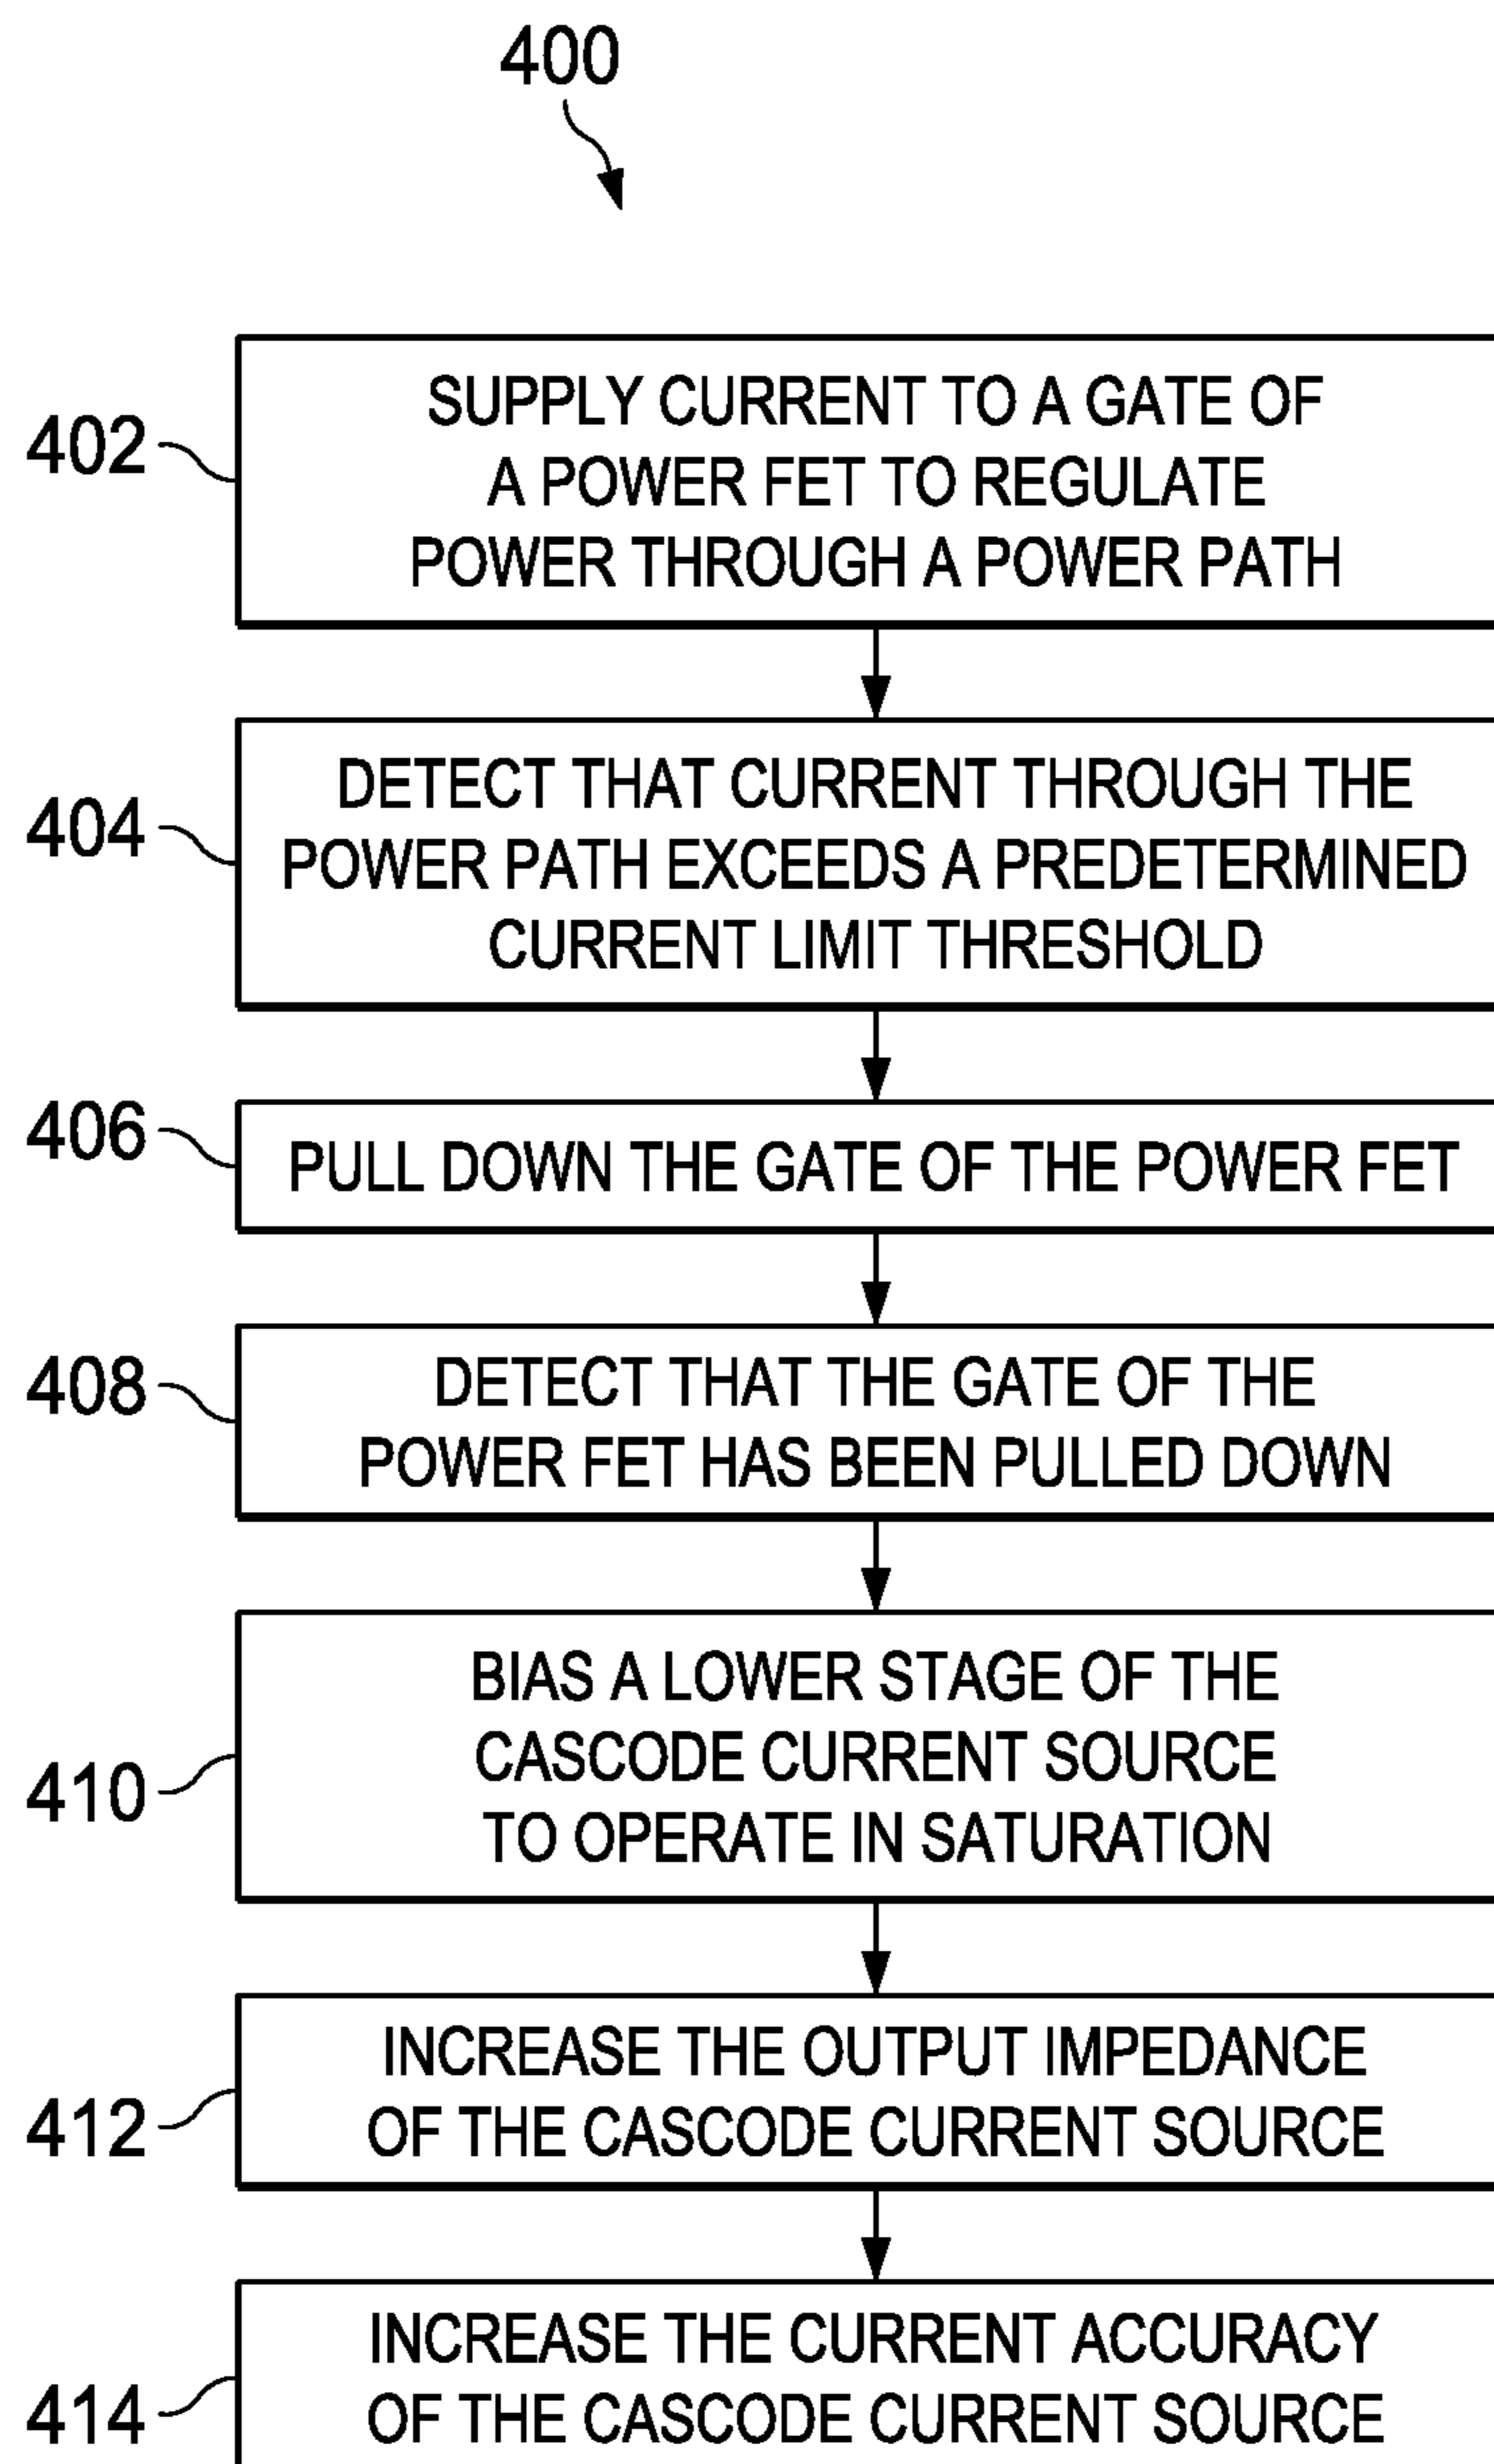 400
402
SUPPLY CURRENT TO A GATE OF
A POWER FET TO REGULATE
POWER THROUGH A POWER PATH
404
DETECT THAT CURRENT THROUGH THE
POWER PATH EXCEEDS A PREDETERMINED
CURRENT LIMIT THRESHOLD
406
PULL DOWN THE GATE OF THE POWER FET
408
DETECT THAT THE GATE OF THE
POWER FET HAS BEEN PULLED DOWN
410
BIAS A LOWER STAGE OF THE
CASCODE CURRENT SOURCE
TO OPERATE IN SATURATION
412
INCREASE THE OUTPUT IMPEDANCE
OF THE CASCODE CURRENT SOURCE
414
INCREASE THE CURRENT ACCURACY
OF THE CASCODE CURRENT SOURCE